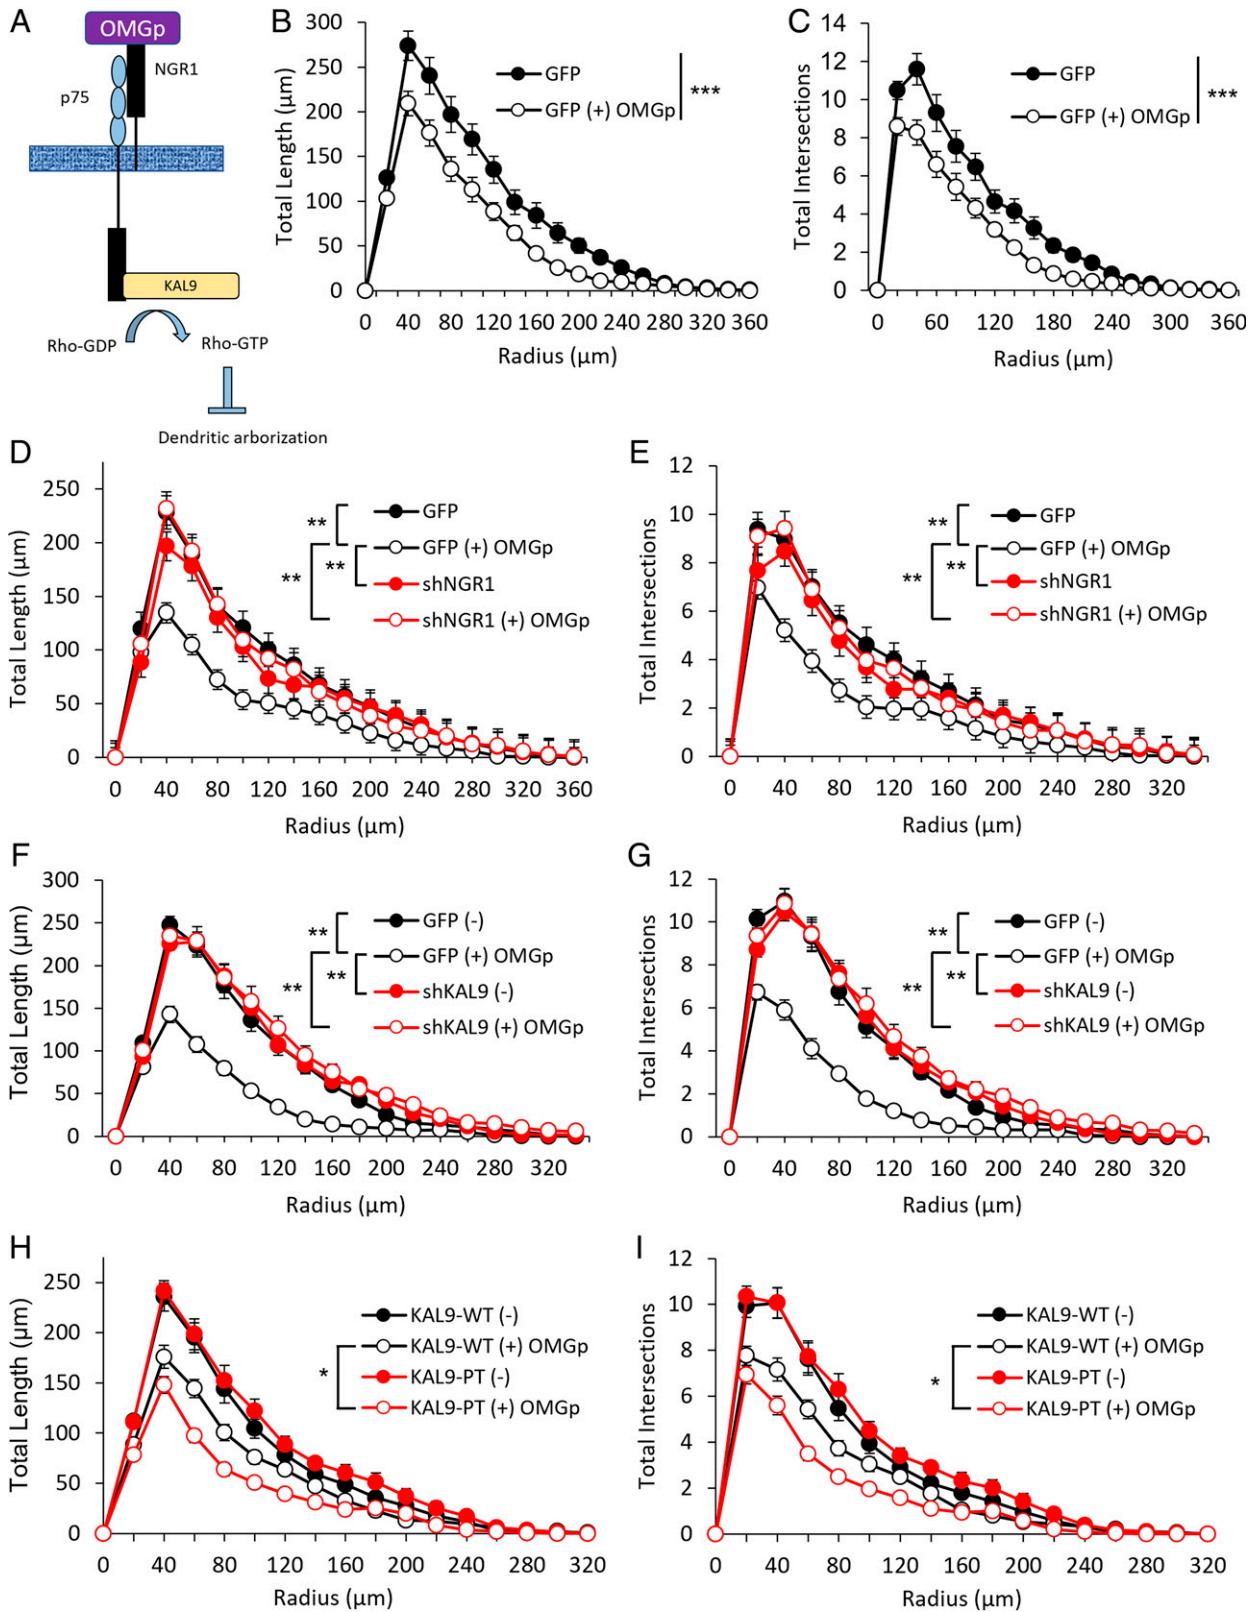 A
OMGp
NGR1
p75
KAL9
Rho-GDP
Rho-GTP
Dendritic arborization
B
Total Length (µm)
300
250
200
150
100
50
0
GFP
GFP (+) OMGp
***
0 40 80 120 160 200 240 280 320 360
Radius (µm)
C
Total Intersections
14
12
10
8
6
4
2
0
GFP
GFP (+) OMGp
***
0 60 120 180 240 300 360
Radius (µm)
D
Total Length (µm)
250
200
150
100
50
0
GFP
GFP (+) OMGp
shNGR1
shNGR1 (+) OMGp
**
**
**
0 40 80 120 160 200 240 280 320 360
Radius (µm)
E
Total Intersections
12
10
8
6
4
2
0
GFP
GFP (+) OMGp
shNGR1
shNGR1 (+) OMGp
**
**
**
0 40 80 120 160 200 240 280 320
Radius (µm)
F
Total Length (µm)
300
250
200
150
100
50
0
GFP (-)
GFP (+) OMGp
shKAL9 (-)
shKAL9 (+) OMGp
**
**
**
0 40 80 120 160 200 240 280 320
Radius (µm)
G
Total Intersections
12
10
8
6
4
2
0
GFP (-)
GFP (+) OMGp
shKAL9 (-)
shKAL9 (+) OMGp
**
**
**
0 40 80 120 160 200 240 280 320
Radius (µm)
H
Total Length (µm)
250
200
150
100
50
0
KAL9-WT (-)
KAL9-WT (+) OMGp
KAL9-PT (-)
KAL9-PT (+) OMGp
*
0 40 80 120 160 200 240 280 320
Radius (µm)
I
Total Intersections
12
10
8
6
4
2
0
KAL9-WT (-)
KAL9-WT (+) OMGp
KAL9-PT (-)
KAL9-PT (+) OMGp
*
0 40 80 120 160 200 240 280 320
Radius (µm)